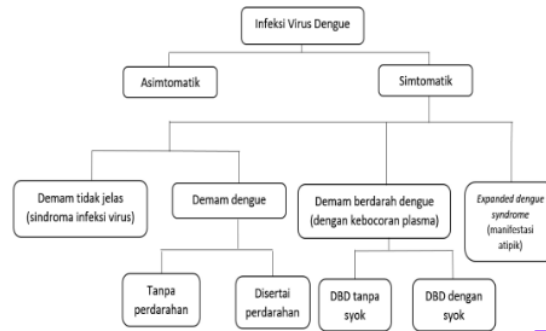 Infeksi Virus Dengue
Asimtomatik
Simtomatik
Demam tidak jelas
(sindroma infeksi virus)
Demam dengue
Demam berdarah dengue
(dengan kebocoran plasma)
Expanded dengue
syndrome
(manifestasi
atipik)
Tanpa
perdarahan
Disertai
perdarahan
DBD tanpa
syok
DBD dengan
syok